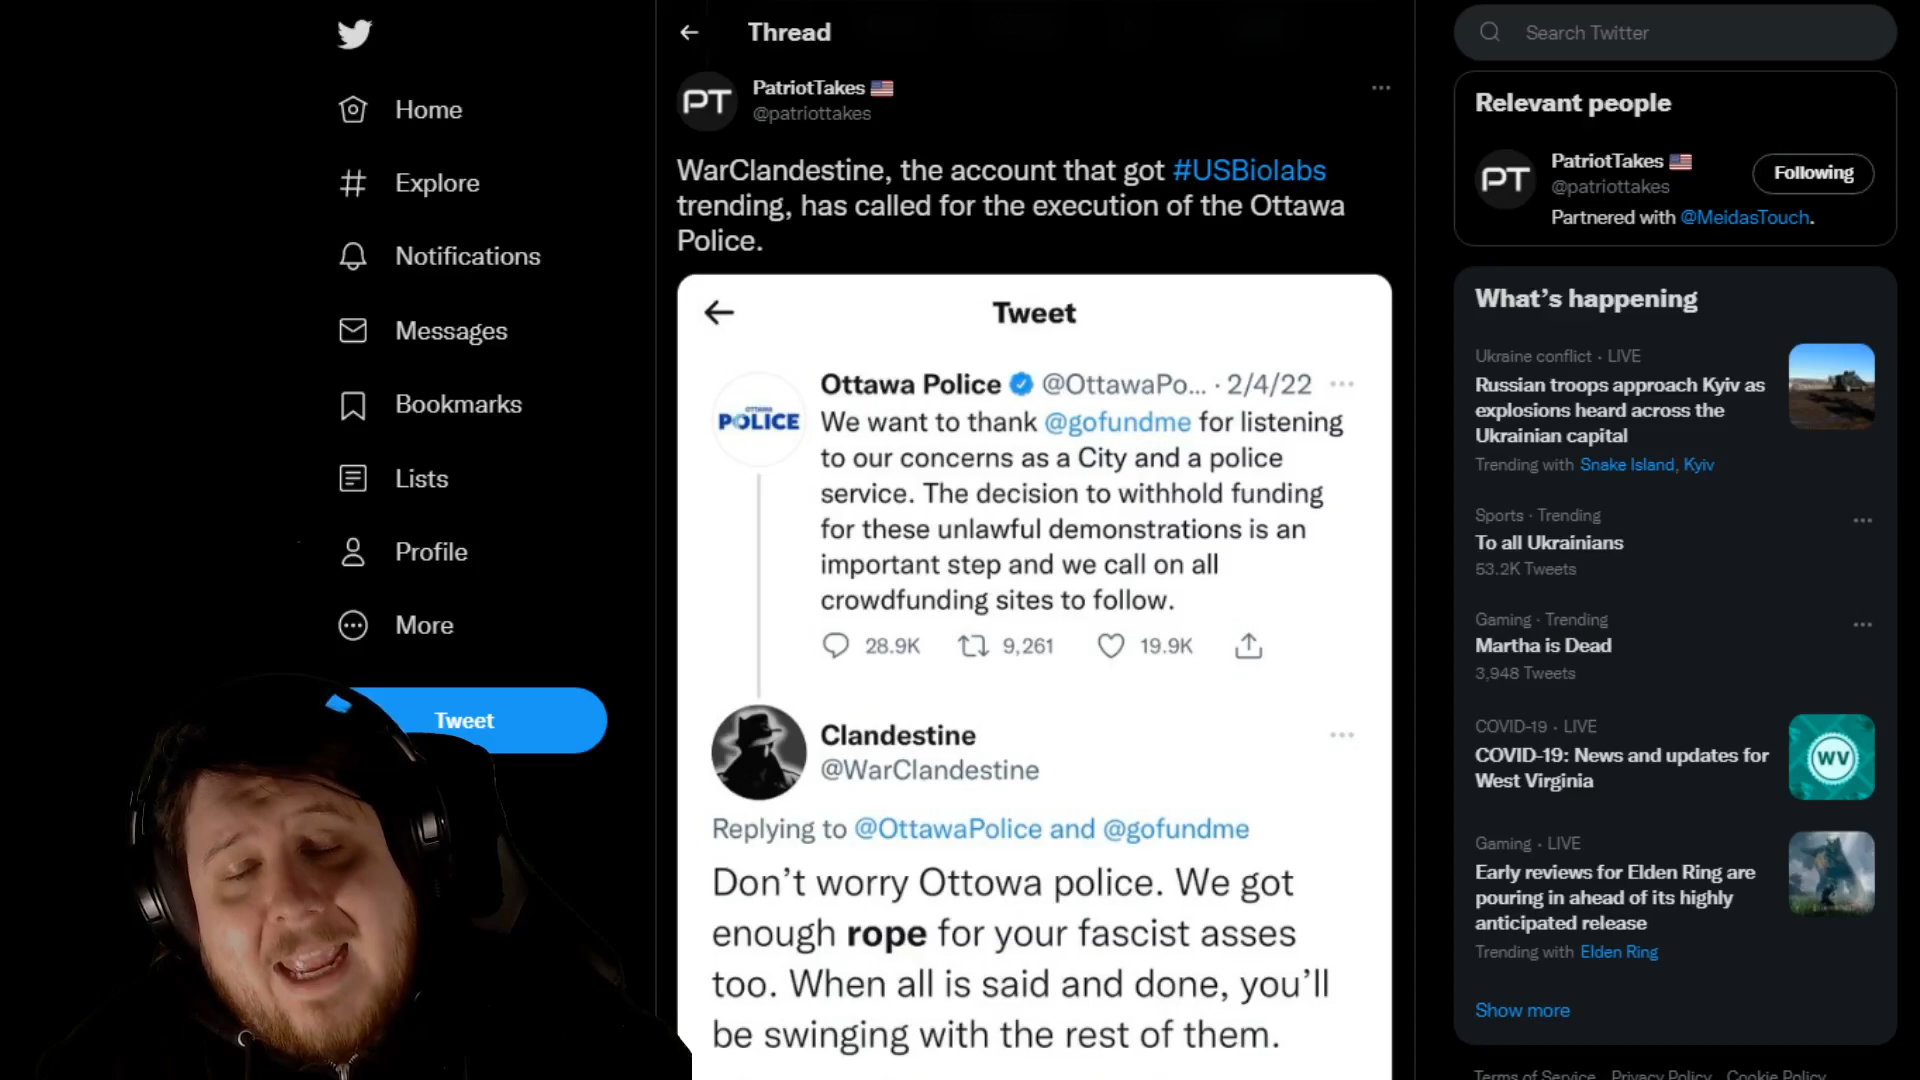 Home
Explore
Notifications
Messages
Bookmarks
Lists
Profile
More
Tweet
Thread
PT
PatriotTakes 🇺🇸
@patriottakes
WarClandestine, the account that got #USBiolabs
trending, has called for the execution of the Ottawa
Police.
Tweet
OTTAWA
POLICE
Ottawa Police @OttawaPo... · 2/4/22
We want to thank @gofundme for listening
to our concerns as a City and a police
service. The decision to withhold funding
for these unlawful demonstrations is an
important step and we call on all
crowdfunding sites to follow.
28.9K 9,261 19.9K
Clandestine
@WarClandestine
Replying to @OttawaPolice and @gofundme
Don't worry Ottowa police. We got
enough rope for your fascist asses
too. When all is said and done, you'll
be swinging with the rest of them.
Search Twitter
Relevant people
PT
PatriotTakes 🇺🇸
@patriottakes
Following
Partnered with @MeidasTouch.
What's happening
Ukraine conflict · LIVE
Russian troops approach Kyiv as
explosions heard across the
Ukrainian capital
Trending with Snake Island, Kyiv
Sports · Trending
To all Ukrainians
53.2K Tweets
Gaming · Trending
Martha is Dead
3,948 Tweets
COVID-19 · LIVE
COVID-19: News and updates for
West Virginia
WV
Gaming · LIVE
Early reviews for Elden Ring are
pouring in ahead of its highly
anticipated release
Trending with Elden Ring
Show more
Terms of Service Privacy Policy Cookie Policy